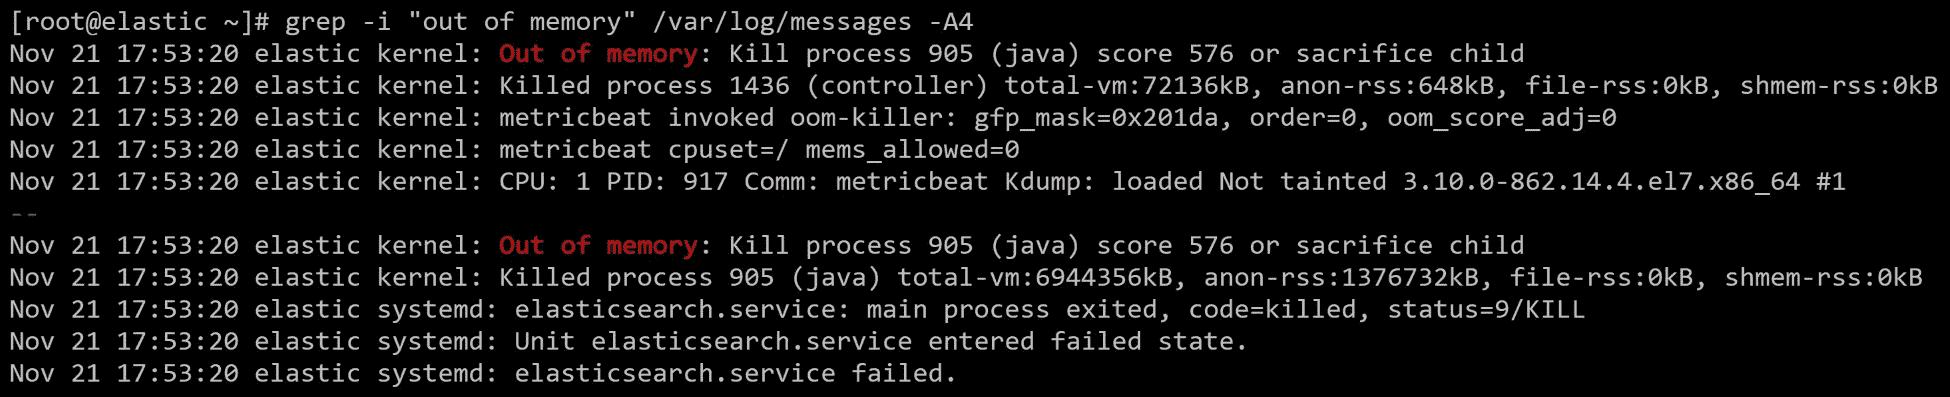 [root@elastic ~]# grep -i "out of memory" /var/log/messages -A4
Nov 21 17:53:20 elastic kernel: Out of memory: Kill process 905 (java) score 576 or sacrifice child
Nov 21 17:53:20 elastic kernel: Killed process 1436 (controller) total-vm:72136kB, anon-rss:648kB, file-rss:0kB, shmem-rss:0kB
Nov 21 17:53:20 elastic kernel: metricbeat invoked oom-killer: gfp_mask=0x201da, order=0, oom_score_adj=0
Nov 21 17:53:20 elastic kernel: metricbeat cpuset=/ mems_allowed=0
Nov 21 17:53:20 elastic kernel: CPU: 1 PID: 917 Comm: metricbeat Kdump: loaded Not tainted 3.10.0-862.14.4.el7.x86_64 #1
--
Nov 21 17:53:20 elastic kernel: Out of memory: Kill process 905 (java) score 576 or sacrifice child
Nov 21 17:53:20 elastic kernel: Killed process 905 (java) total-vm:6944356kB, anon-rss:1376732kB, file-rss:0kB, shmem-rss:0kB
Nov 21 17:53:20 elastic systemd: elasticsearch.service: main process exited, code=killed, status=9/KILL
Nov 21 17:53:20 elastic systemd: Unit elasticsearch.service entered failed state.
Nov 21 17:53:20 elastic systemd: elasticsearch.service failed.